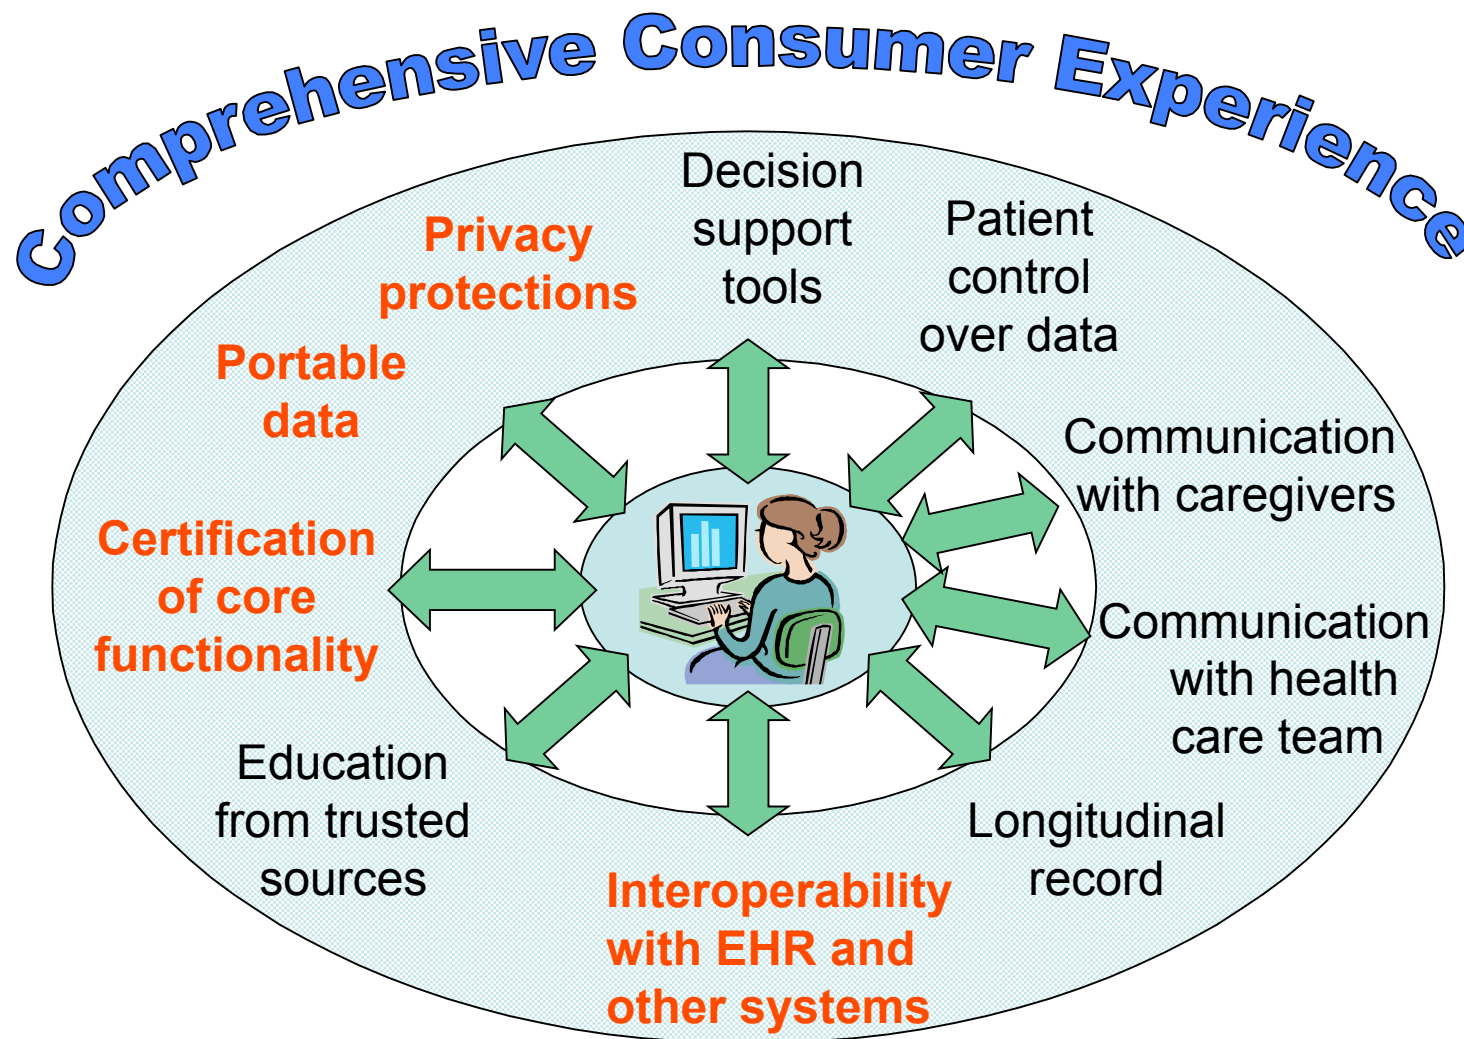 Comprehensive Consumer Experience
Decision
support
tools
Patient
control
over data
Communication
with caregivers
Communication
with health
care team
Longitudinal
record
Interoperability
with EHR and
other systems
Education
from trusted
sources
Certification
of core
functionality
Portable
data
Privacy
protections